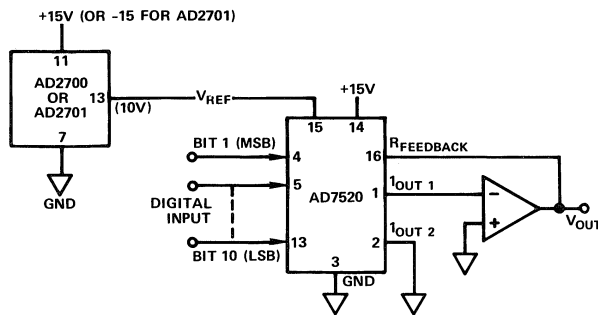 +15V (OR -15 FOR AD2701)
11
AD2700
OR
AD2701
13
(10V)
7
GND
VREF
+15V
15
14
BIT 1 (MSB)
4
16
RFEEDBACK
5
AD7520
1
IOUT 1
DIGITAL
INPUT
13
2
IOUT 2
BIT 10 (LSB)
3
GND
−
+
VOUT